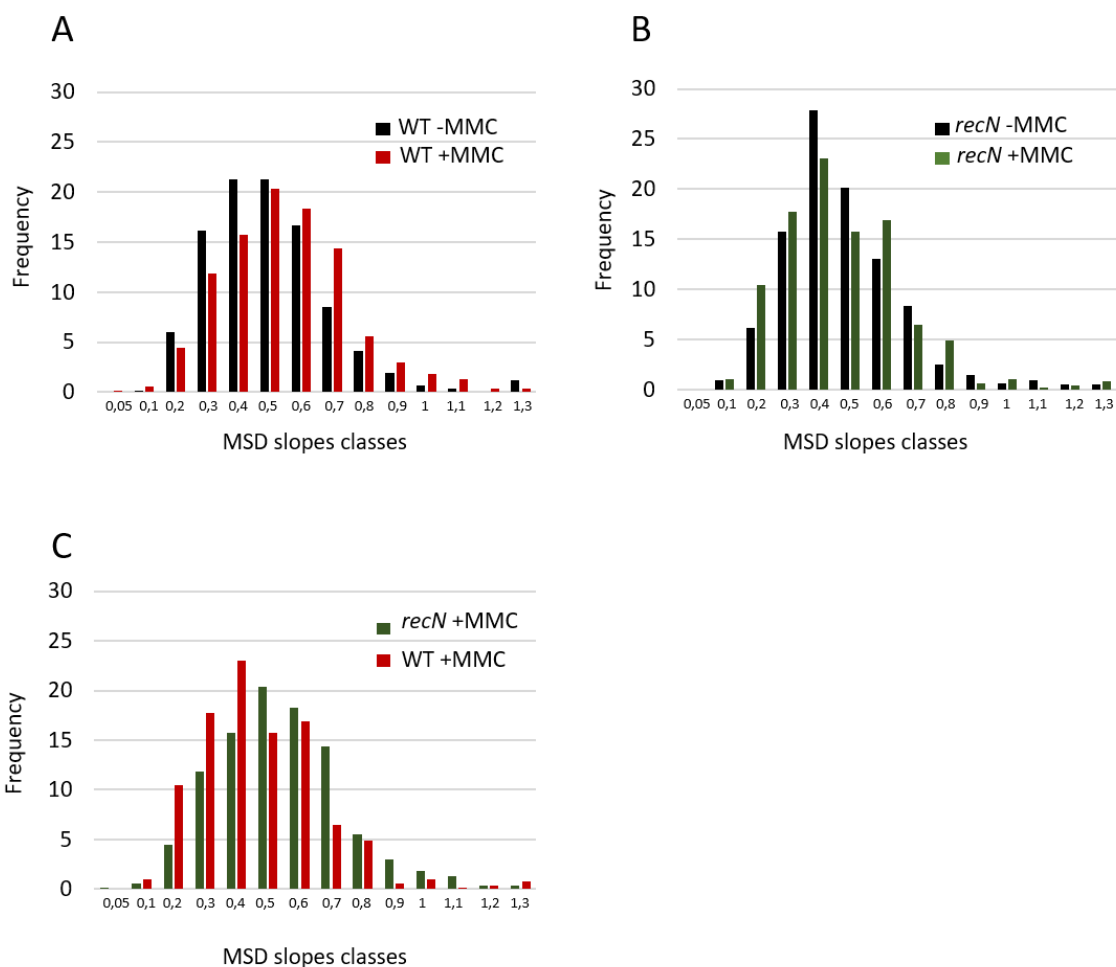 A
30
25
20
15
10
5
0
Frequency
WT -MMC
WT +MMC
0,05 0,1 0,2 0,3 0,4 0,5 0,6 0,7 0,8 0,9 1 1,1 1,2 1,3
MSD slopes classes
B
30
25
20
15
10
5
0
Frequency
recN -MMC
recN +MMC
0,05 0,1 0,2 0,3 0,4 0,5 0,6 0,7 0,8 0,9 1 1,1 1,2 1,3
MSD slopes classes
C
30
25
20
15
10
5
0
Frequency
recN +MMC
WT +MMC
0,05 0,1 0,2 0,3 0,4 0,5 0,6 0,7 0,8 0,9 1 1,1 1,2 1,3
MSD slopes classes